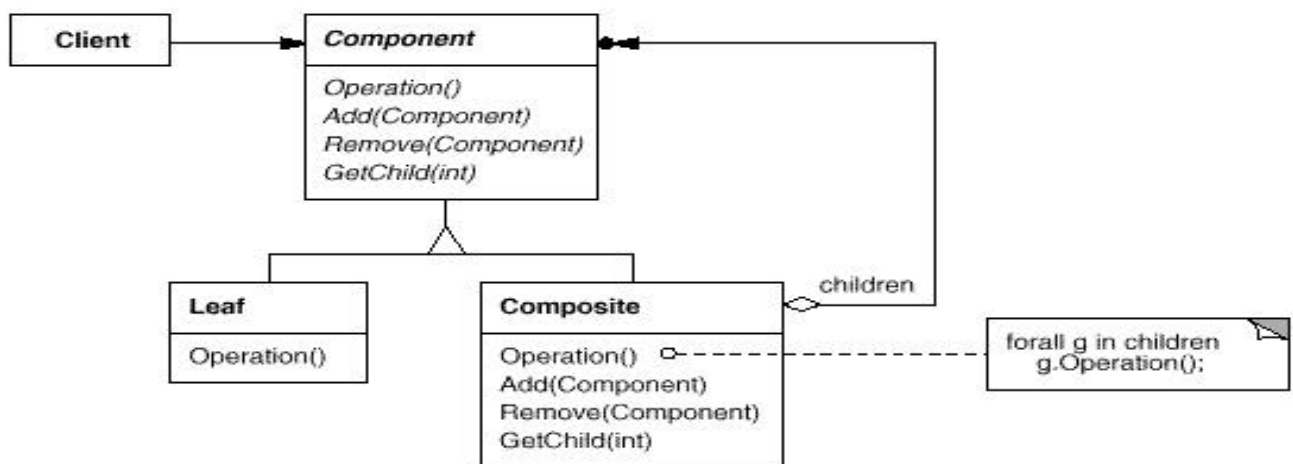 Client
Component
Operation()
Add(Component)
Remove(Component)
GetChild(int)
Leaf
Operation()
Composite
Operation()
Add(Component)
Remove(Component)
GetChild(int)
children
forall g in children
g.Operation();